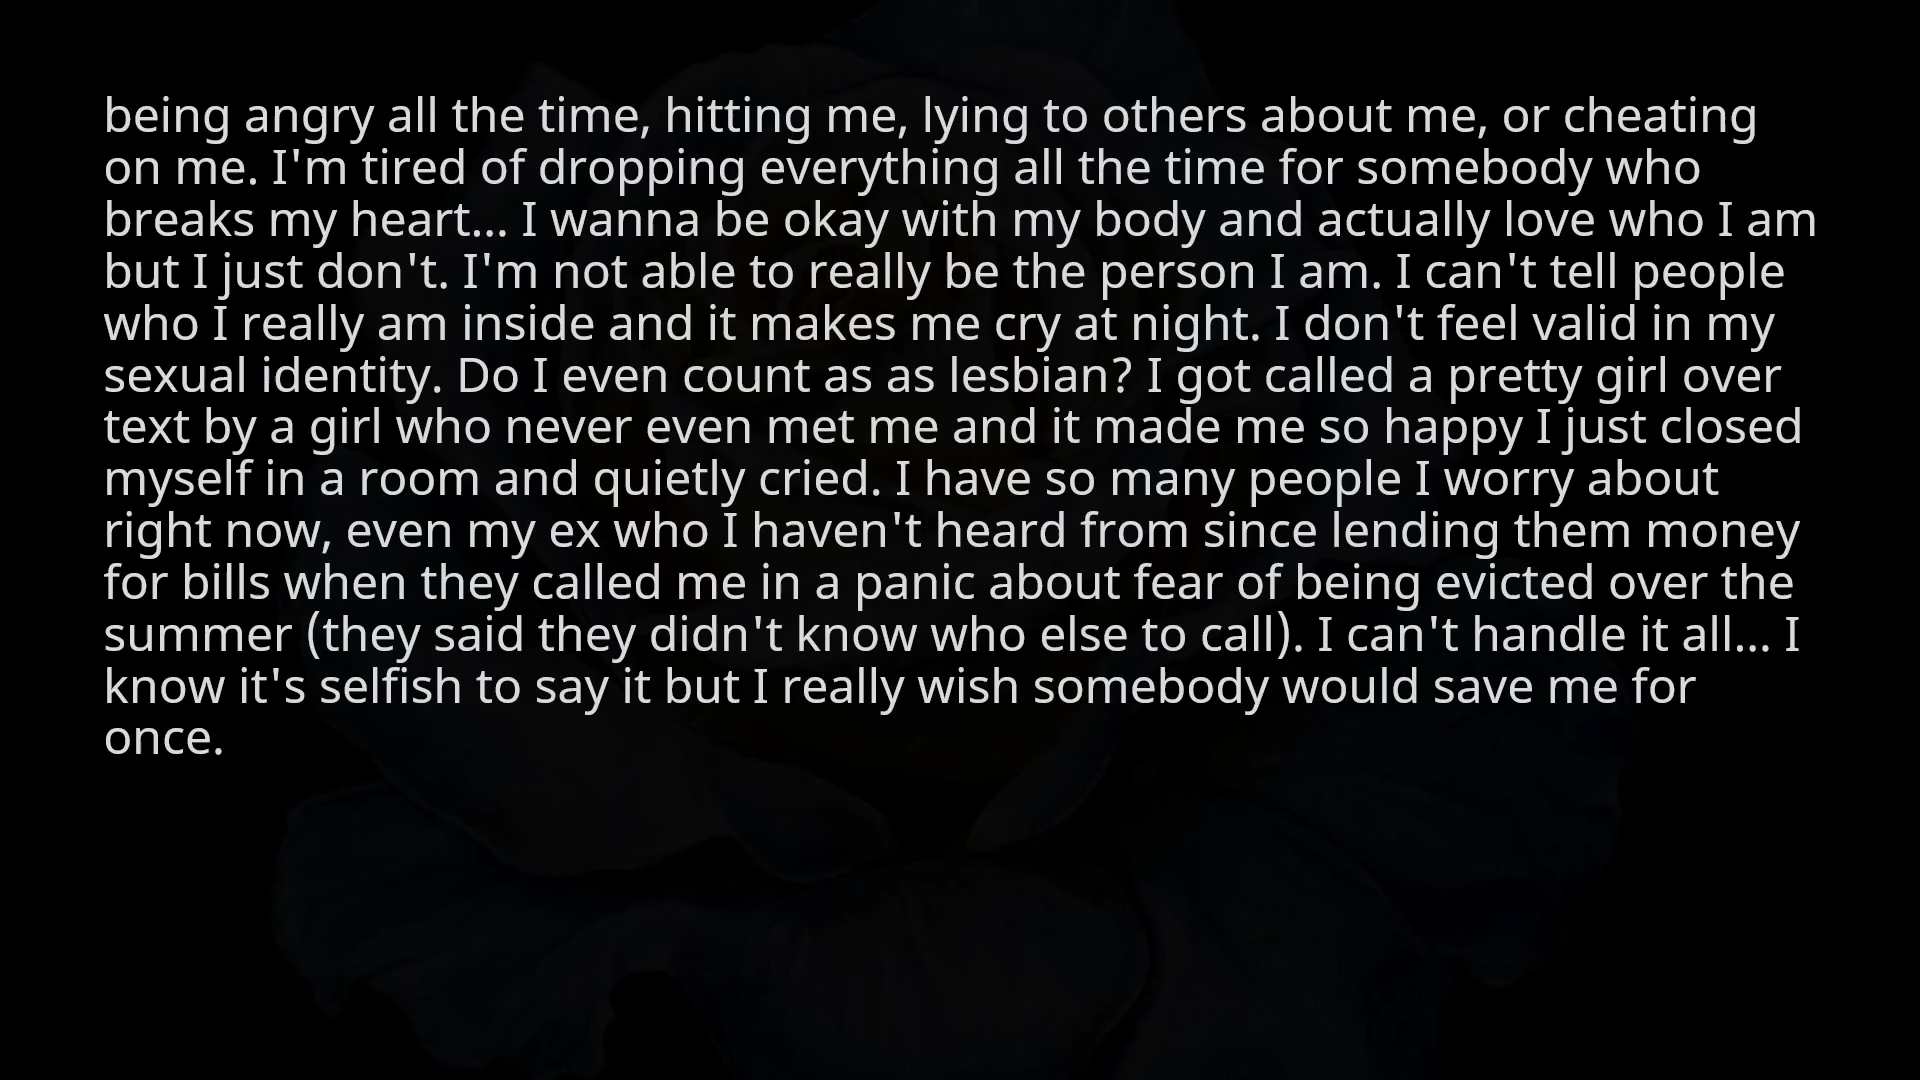 being angry all the time, hitting me, lying to others about me, or cheating
on me. I'm tired of dropping everything all the time for somebody who
breaks my heart... I wanna be okay with my body and actually love who I am
but I just don't. I'm not able to really be the person I am. I can't tell people
who I really am inside and it makes me cry at night. I don't feel valid in my
sexual identity. Do I even count as as lesbian? I got called a pretty girl over
text by a girl who never even met me and it made me so happy I just closed
myself in a room and quietly cried. I have so many people I worry about
right now, even my ex who I haven't heard from since lending them money
for bills when they called me in a panic about fear of being evicted over the
summer (they said they didn't know who else to call). I can't handle it all... I
know it's selfish to say it but I really wish somebody would save me for
once.